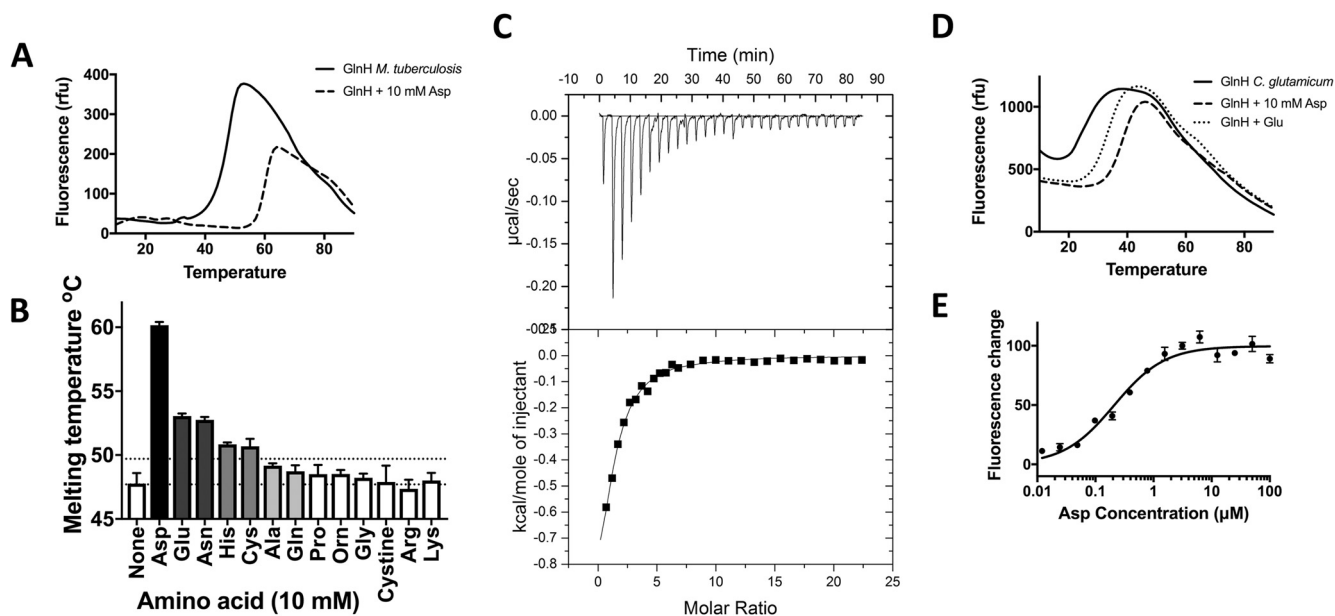 A
GlnH M. tuberculosis
GlnH + 10 mM Asp
Fluorescence (rfu)
400
300
200
100
0
20 40 60 80
Temperature
B
Melting temperature ºC
60
55
50
45
None Asp Glu Asn His Cys Ala Gln Pro Orn Gly Cystine Arg Lys
Amino acid (10 mM)
C
Time (min)
-10 0 10 20 30 40 50 60 70 80 90
µcal/sec
0.00
-0.05
-0.10
-0.15
-0.20
kcal/mole of injectant
0.0
-0.1
-0.2
-0.3
-0.4
-0.5
-0.6
-0.7
-0.8
0 5 10 15 20 25
Molar Ratio
D
GlnH C. glutamicum
GlnH + 10 mM Asp
GlnH + Glu
Fluorescence (rfu)
1000
500
0
20 40 60 80
Temperature
E
Fluorescence change
100
50
0
0.01 0.1 1 10 100
Asp Concentration (µM)